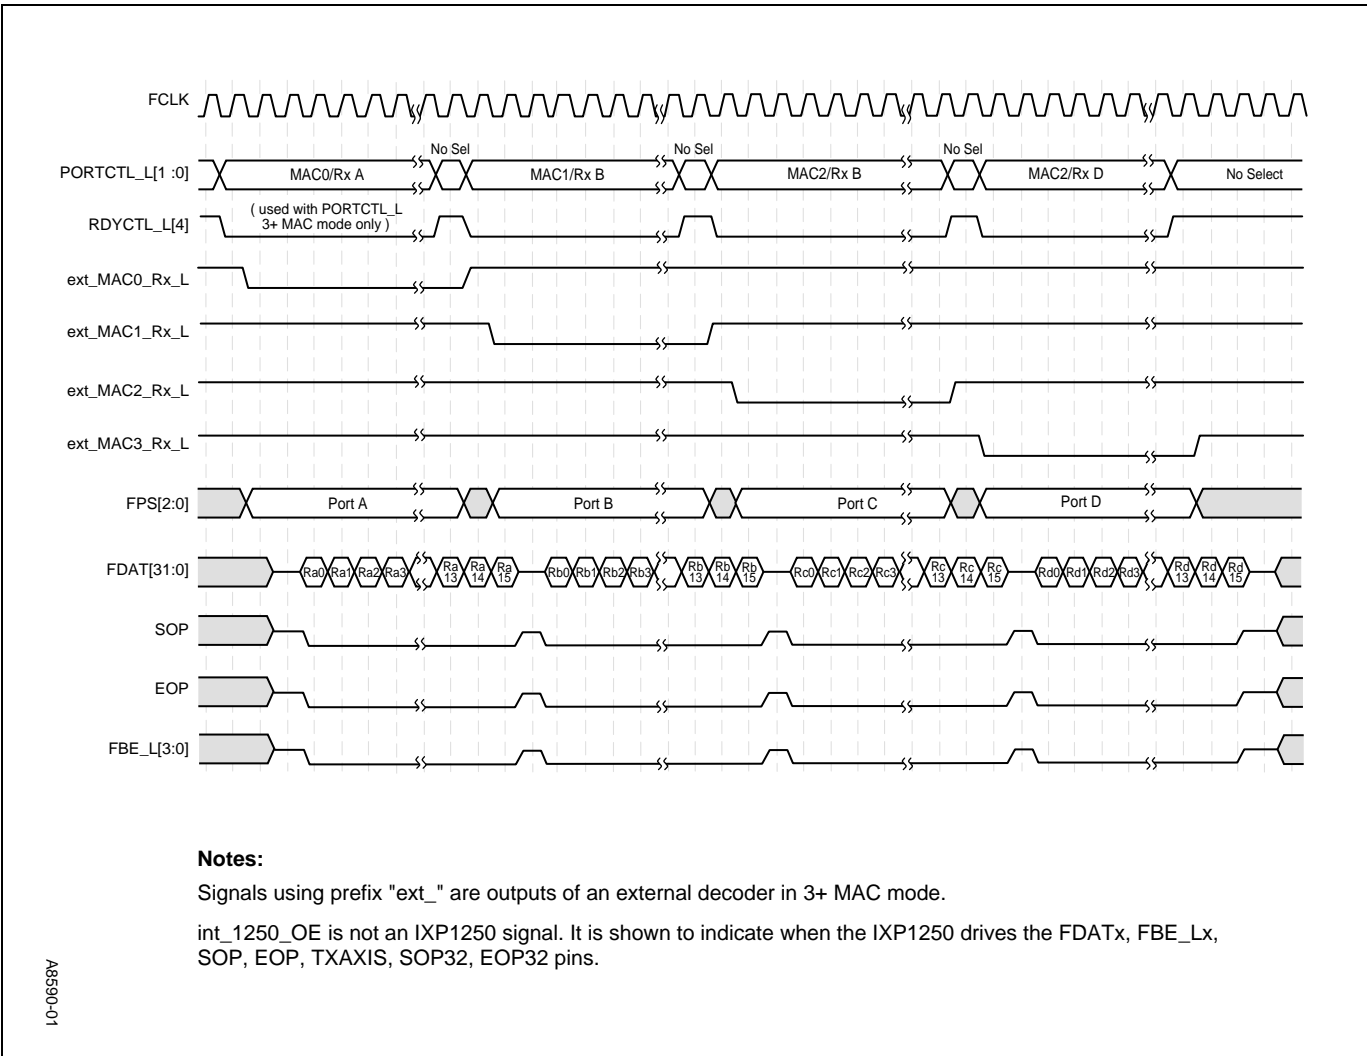 FCLK
No Sel No Sel No Sel
PORTCTL_L[1 :0] MAC0/Rx A MAC1/Rx B MAC2/Rx B MAC2/Rx D No Select
( used with PORTCTL_L
3+ MAC mode only )
RDYCTL_L[4]
ext_MAC0_Rx_L
ext_MAC1_Rx_L
ext_MAC2_Rx_L
ext_MAC3_Rx_L
FPS[2:0] Port A Port B Port C Port D
FDAT[31:0] Ra0 Ra1 Ra2 Ra3 Ra 13 Ra 14 Ra 15 Rb0 Rb1 Rb2 Rb3 Rb 13 Rb 14 Rb 15 Rc0 Rc1 Rc2 Rc3 Rc 13 Rc 14 Rc 15 Rd0 Rd1 Rd2 Rd3 Rd 13 Rd 14 Rd 15
SOP
EOP
FBE_L[3:0]
Notes:
Signals using prefix "ext_" are outputs of an external decoder in 3+ MAC mode.
int_1250_OE is not an IXP1250 signal. It is shown to indicate when the IXP1250 drives the FDATx, FBE_Lx,
SOP, EOP, TXAXIS, SOP32, EOP32 pins.
A8590-01